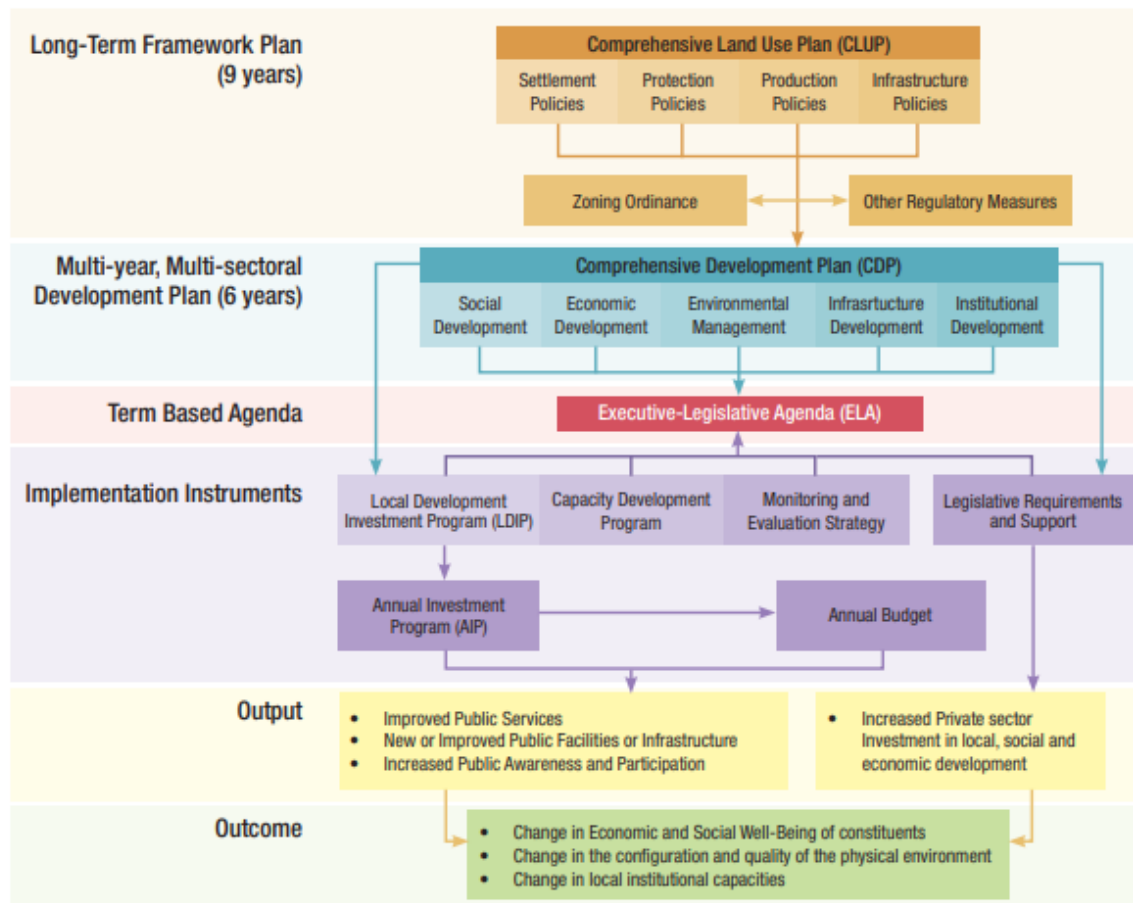 Long-Term Framework Plan
(9 years)
Comprehensive Land Use Plan (CLUP)
Settlement
Policies
Protection
Policies
Production
Policies
Infrastructure
Policies
Zoning Ordinance
Other Regulatory Measures
Multi-year, Multi-sectoral
Development Plan (6 years)
Comprehensive Development Plan (CDP)
Social
Development
Economic
Development
Environmental
Management
Infrasrtucture
Development
Institutional
Development
Term Based Agenda
Executive-Legislative Agenda (ELA)
Implementation Instruments
Local Development
Investment Program (LDIP)
Capacity Development
Program
Monitoring and
Evaluation Strategy
Legislative Requirements
and Support
Annual Investment
Program (AIP)
Annual Budget
Output
• Improved Public Services
• New or Improved Public Facilities or Infrastructure
• Increased Public Awareness and Participation
• Increased Private sector
Investment in local, social and
economic development
Outcome
• Change in Economic and Social Well-Being of constituents
• Change in the configuration and quality of the physical environment
• Change in local institutional capacities